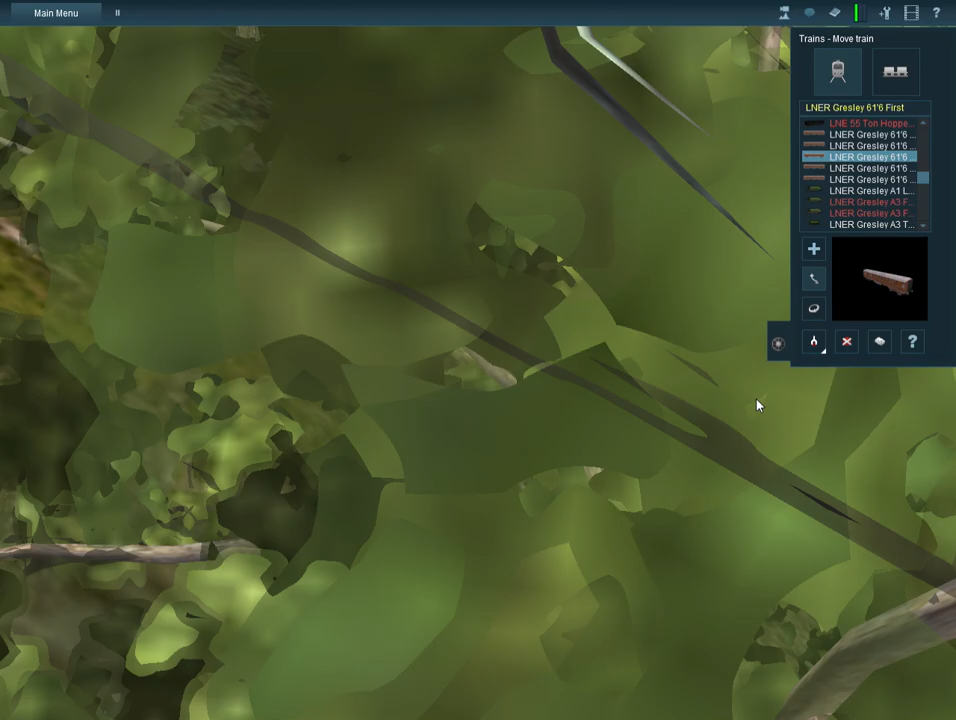 Main Menu
?
Trains - Move train
LNER Gresley 61'6 First
LNE 55 Ton Hoppe...
LNER Gresley 61'6 ...
LNER Gresley 61'6 ...
LNER Gresley 61'6 ...
LNER Gresley 61'6 ...
LNER Gresley 61'6 ...
LNER Gresley A1 L...
LNER Gresley A3 F...
LNER Gresley A3 F...
LNER Gresley A3 T...
?